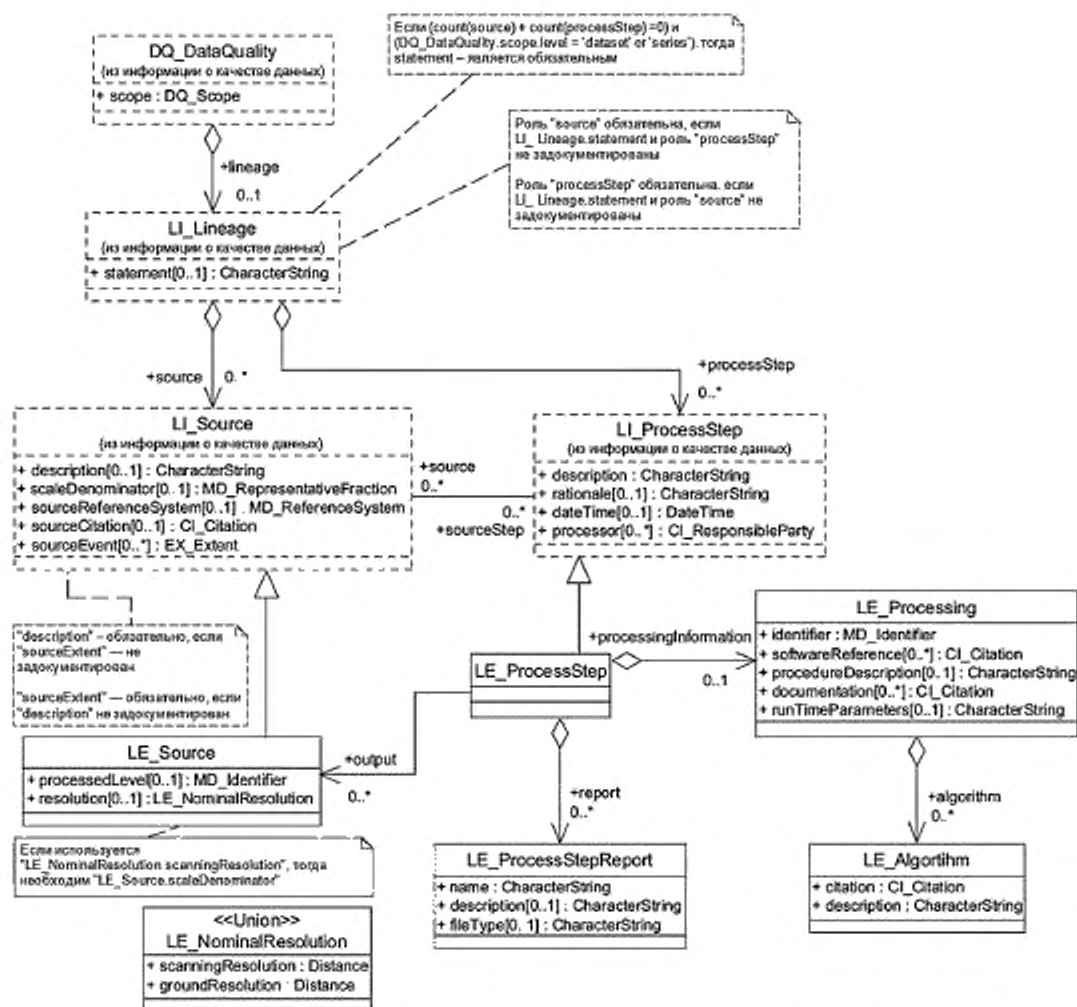 Если (count(source) + count(processStep) =0) и
(DQ_DataQuality.scope.level = 'dataset' or 'series'). тогда
statement – является обязательным
DQ_DataQuality
(из информации о качестве данных)
+ scope : DQ_Scope
Роль "source" обязательна, если
LI_ Lineage.statement и роль "processStep"
не задокументированы
Роль "processStep" обязательна. если
LI_ Lineage.statement и роль "source" не
задокументированы
+lineage
0..1
LI_Lineage
(из информации о качестве данных)
+ statement[0..1] : CharacterString
+source
0..*
+processStep
0..*
LI_Source
(из информации о качестве данных)
+ description[0..1] : CharacterString
+ scaleDenominator[0..1] : MD_RepresentativeFraction
+ sourceReferenceSystem[0..1] . MD_ReferenceSystem
+ sourceCitation[0..1] : CI_Citation
+ sourceEvent[0..*] : EX_Extent
+source
0..*
0..*
+sourceStep
LI_ProcessStep
(из информации о качестве данных)
+ description : CharacterString
+ rationale[0..1] : CharacterString
+ dateTime[0..1] : DateTime
+ processor[0..*] : CI_ResponsibleParty
"description" – обязательно, если
"sourceExtent" — не
задокументирован
"sourceExtent" — обязательно, если
"description" не задокументирован
LE_ProcessStep
+processingInformation
0..1
LE_Processing
+ identifier : MD_Identifier
+ softwareReference[0..*] : CI_Citation
+ procedureDescription[0..1] : CharacterString
+ documentation[0..*] : CI_Citation
+ runTimeParameters[0..1] : CharacterString
LE_Source
+ processedLevel[0..1] : MD_Identifier
+ resolution[0..1] : LE_NominalResolution
+output
0..*
+report
0..*
+algorithm
0..*
Если используется
"LE_NominalResolution scanningResolution", тогда
необходим "LE_Source.scaleDenominator"
LE_ProcessStepReport
+ name : CharacterString
+ description[0..1] : CharacterString
+ fileType[0. 1] : CharacterString
LE_Algortihm
+ citation : CI_Citation
+ description : CharacterString
<<Union>>
LE_NominalResolution
+ scanningResolution : Distance
+ groundResolution : Distance